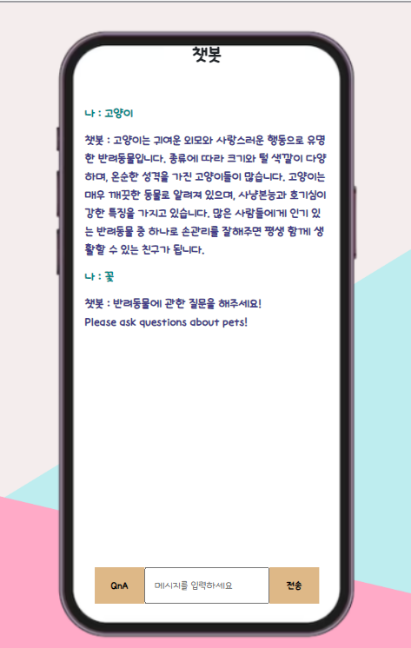 챗봇
나 : 고양이
챗봇 : 고양이는 귀여운 외모와 사랑스러운 행동으로 유명
한 반려동물입니다. 종류에 따라 크기와 털 색깔이 다양
하며, 온순한 성격을 가진 고양이들이 많습니다. 고양이는
매우 깨끗한 동물로 알려져 있으며, 사냥본능과 호기심이
강한 특징을 가지고 있습니다. 많은 사람들에게 인기 있
는 반려동물 중 하나로 손관리를 잘해주면 평생 함께 생
활할 수 있는 친구가 됩니다.
나 : 꽃
챗봇 : 반려동물에 관한 질문을 해주세요!
Please ask questions about pets!
QnA 메시지를 입력하세요 전송